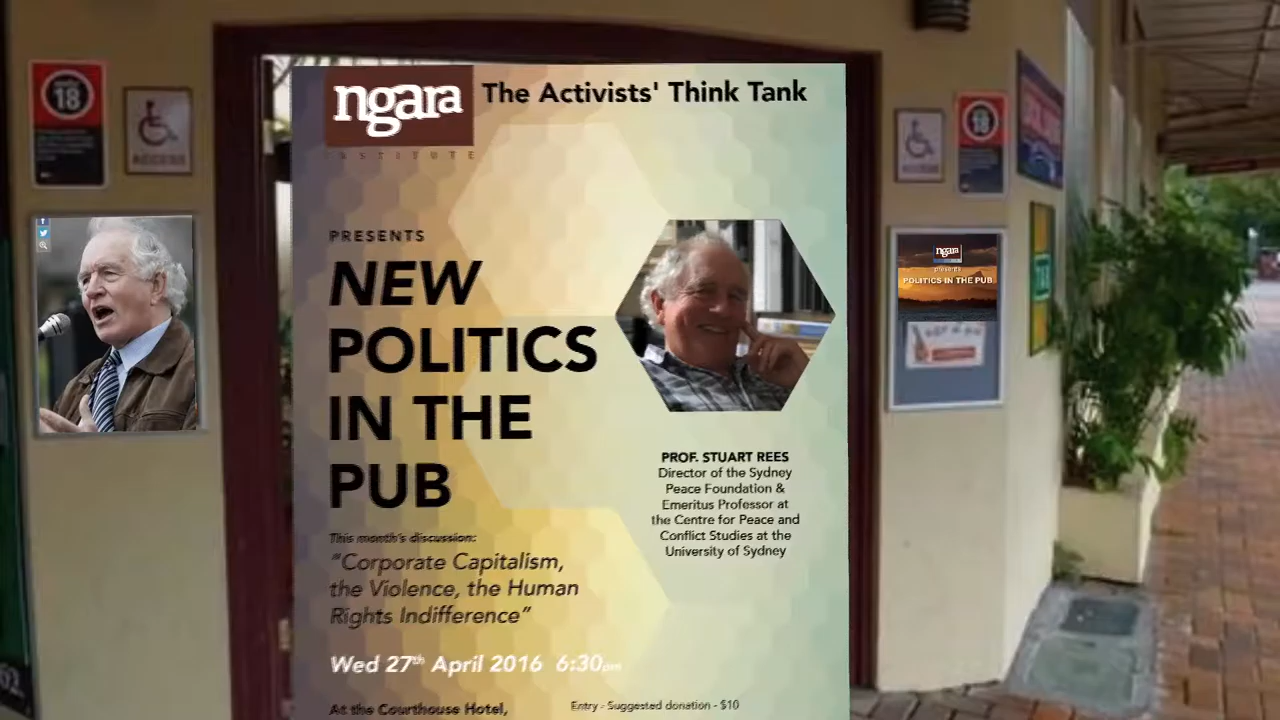 18
ACCESS
ngara
INSTITUTE
The Activists' Think Tank
PRESENTS
NEW
POLITICS
IN THE
PUB
This month's discussion:
"Corporate Capitalism,
the Violence, the Human
Rights Indifference"
Wed 27th April 2016 6:30pm
At the Courthouse Hotel,
Entry - Suggested donation - $10
PROF. STUART REES
Director of the Sydney
Peace Foundation &
Emeritus Professor at
the Centre for Peace and
Conflict Studies at the
University of Sydney
18
ngara
presents
POLITICS IN THE PUB